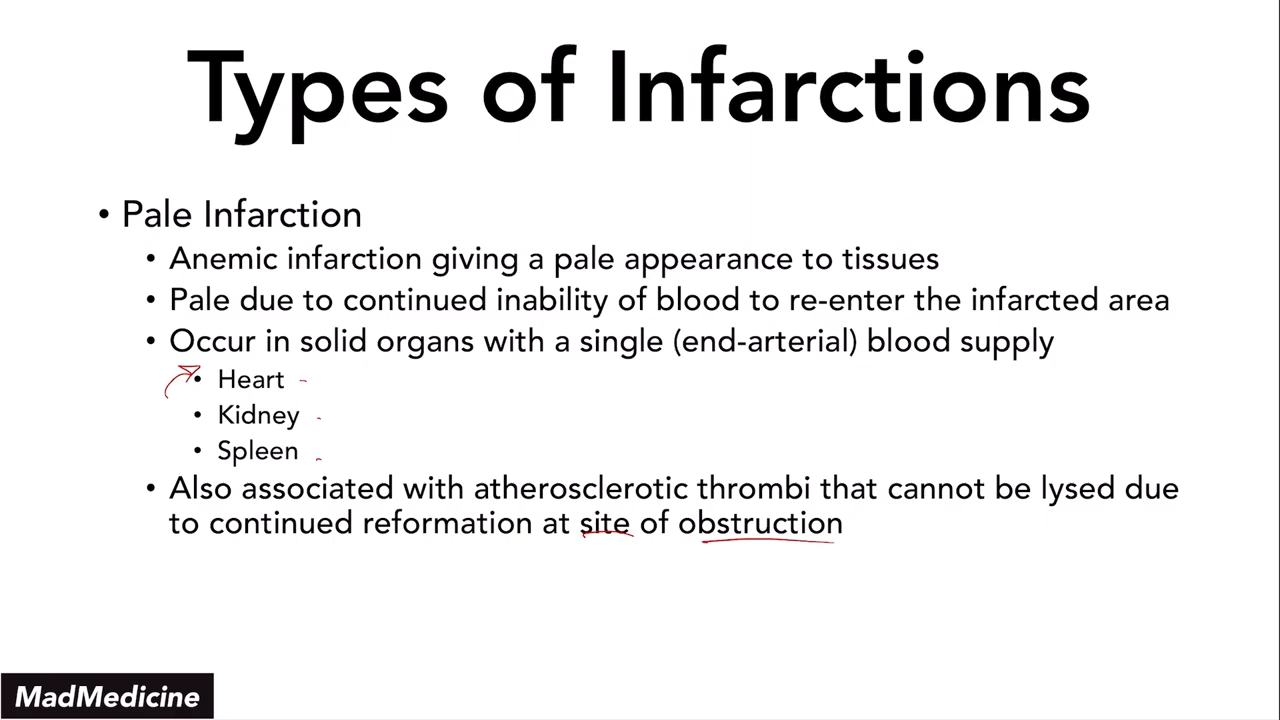 Types of Infarctions
• Pale Infarction
• Anemic infarction giving a pale appearance to tissues
• Pale due to continued inability of blood to re-enter the infarcted area
• Occur in solid organs with a single (end-arterial) blood supply
• Heart
• Kidney
• Spleen
• Also associated with atherosclerotic thrombi that cannot be lysed due
to continued reformation at site of obstruction
MadMedicine